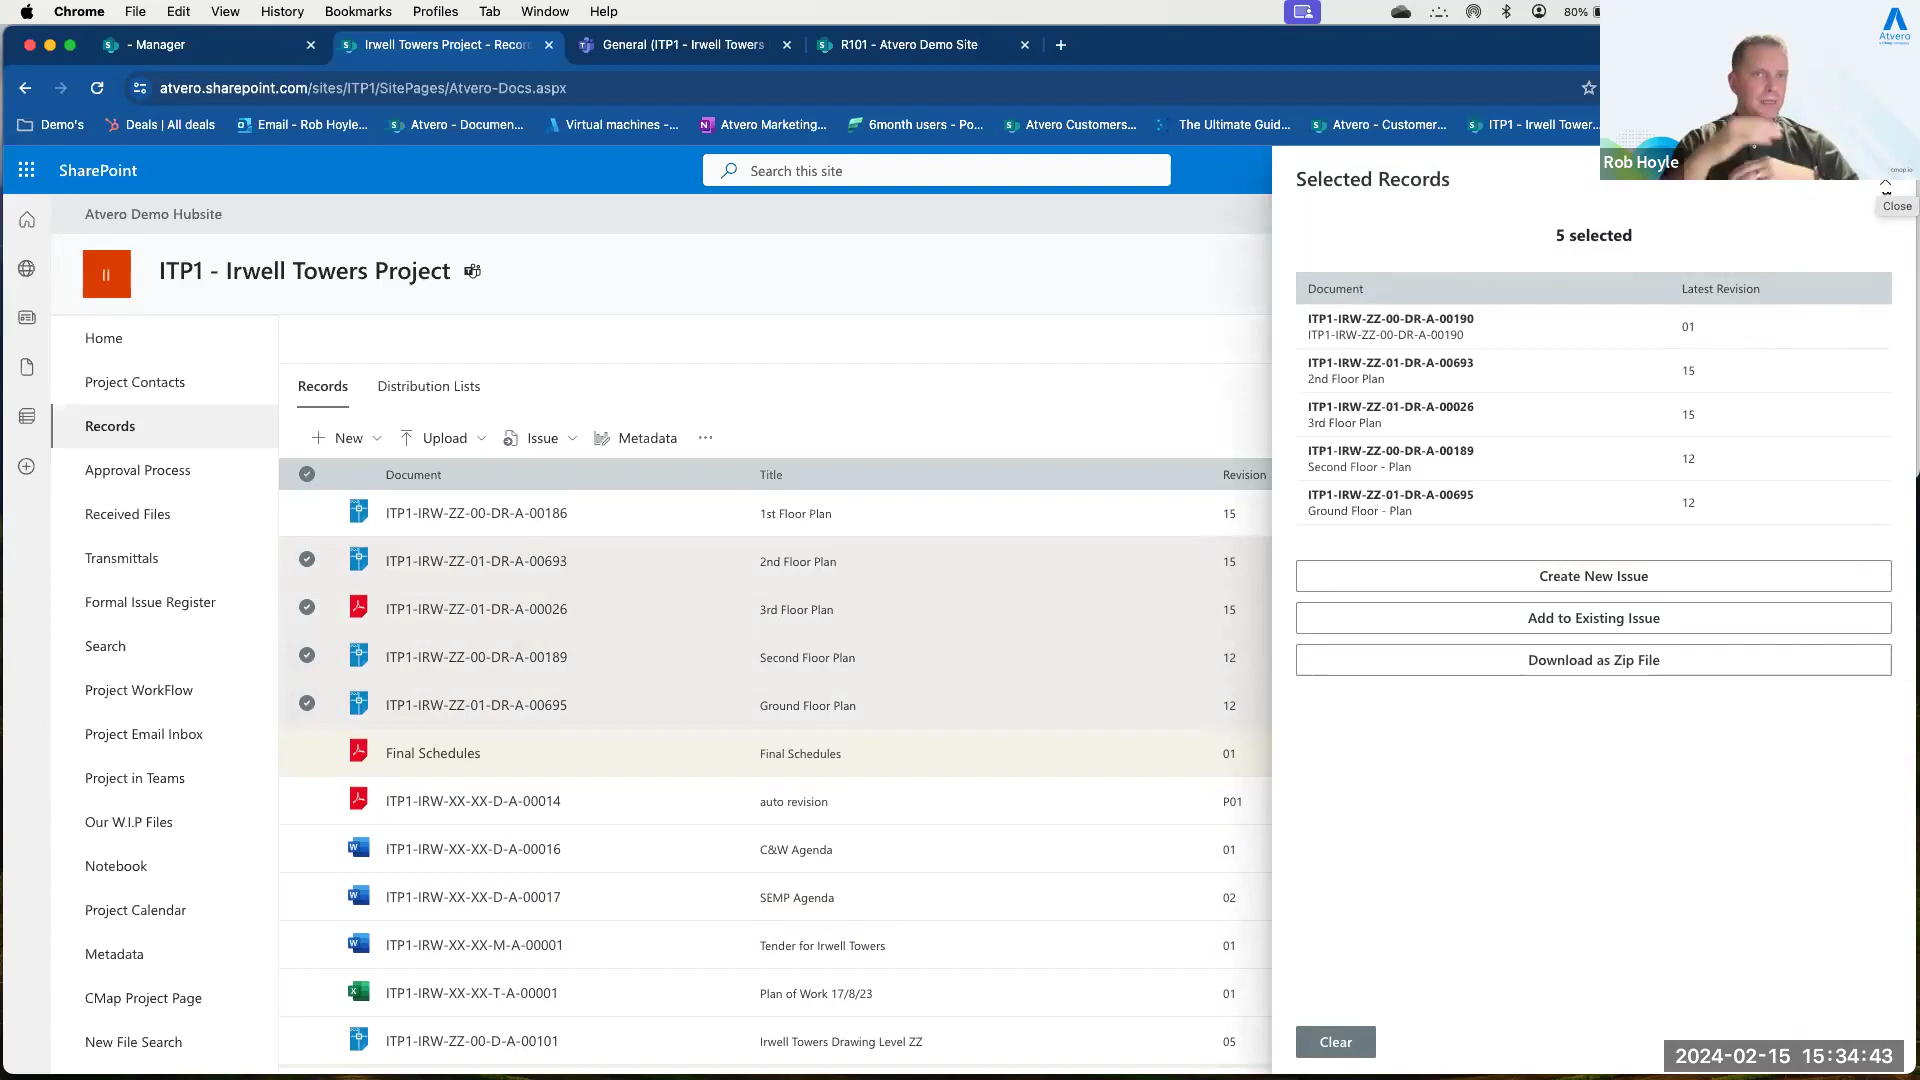 Chrome File Edit View History Bookmarks Profiles Tab Window Help 80%
- Manager
Irwell Towers Project - Recor
General (ITP1 - Irwell Towers
R101 - Atvero Demo Site
atvero.sharepoint.com/sites/ITP1/SitePages/Atvero-Docs.aspx
Demo's
Deals | All deals
Email - Rob Hoyle...
Atvero - Documen...
Virtual machines -...
Atvero Marketing...
6month users - Po...
Atvero Customers...
The Ultimate Guid...
Atvero - Customer...
ITP1 - Irwell Tower...
Atvero
Rob Hoyle
cmap.io
SharePoint
Search this site
Atvero Demo Hubsite
II
ITP1 - Irwell Towers Project
Home
Project Contacts
Records
Approval Process
Received Files
Transmittals
Formal Issue Register
Search
Project WorkFlow
Project Email Inbox
Project in Teams
Our W.I.P Files
Notebook
Project Calendar
Metadata
CMap Project Page
New File Search
Records Distribution Lists
New Upload Issue Metadata ...
Document Title Revision
ITP1-IRW-ZZ-00-DR-A-00186 1st Floor Plan 15
ITP1-IRW-ZZ-01-DR-A-00693 2nd Floor Plan 15
ITP1-IRW-ZZ-01-DR-A-00026 3rd Floor Plan 15
ITP1-IRW-ZZ-00-DR-A-00189 Second Floor Plan 12
ITP1-IRW-ZZ-01-DR-A-00695 Ground Floor Plan 12
Final Schedules Final Schedules 01
ITP1-IRW-XX-XX-D-A-00014 auto revision P01
ITP1-IRW-XX-XX-D-A-00016 C&W Agenda 01
ITP1-IRW-XX-XX-D-A-00017 SEMP Agenda 02
ITP1-IRW-XX-XX-M-A-00001 Tender for Irwell Towers 01
ITP1-IRW-XX-XX-T-A-00001 Plan of Work 17/8/23 01
ITP1-IRW-ZZ-00-D-A-00101 Irwell Towers Drawing Level ZZ 05
Selected Records
Close
5 selected
Document Latest Revision
ITP1-IRW-ZZ-00-DR-A-00190
ITP1-IRW-ZZ-00-DR-A-00190
01
ITP1-IRW-ZZ-01-DR-A-00693
2nd Floor Plan
15
ITP1-IRW-ZZ-01-DR-A-00026
3rd Floor Plan
15
ITP1-IRW-ZZ-00-DR-A-00189
Second Floor - Plan
12
ITP1-IRW-ZZ-01-DR-A-00695
Ground Floor - Plan
12
Create New Issue
Add to Existing Issue
Download as Zip File
Clear
2024-02-15 15:34:43